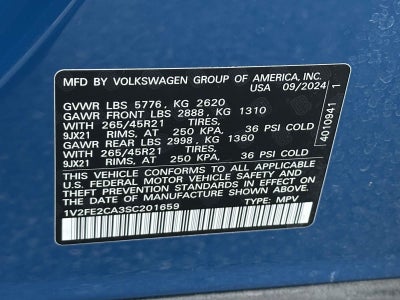 MFD BY VOLKSWAGEN GROUP OF AMERICA, INC.
USA 09/2024
GVWR LBS 5776, KG 2620
GAWR FRONT LBS 2888, KG 1310
WITH 265/45R21 TIRES,
9JX21 RIMS, AT 250 KPA, 36 PSI COLD
GAWR REAR LBS 2998, KG 1360
WITH 265/45R21 TIRES,
9JX21 RIMS, AT 250 KPA, 36 PSI COLD
THIS VEHICLE CONFORMS TO ALL APPLICABLE
U.S. FEDERAL MOTOR VEHICLE SAFETY AND
THEFT PREVENTION STANDARDS IN EFFECT ON
THE DATE OF MANUFACTURE SHOWN ABOVE.
1V2FE2CA3SC201659
TYPE: MPV
4010941 1